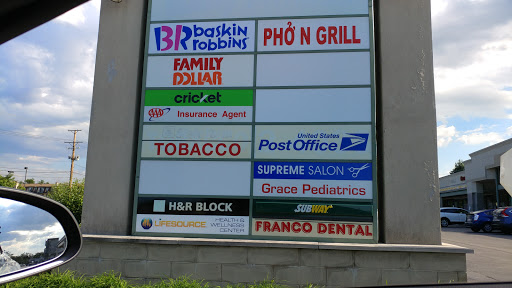 BR baskin
robbins
PHỞ N GRILL
FAMILY
DOLLAR
cricket
AAA Insurance Agent
United States
Post Office
TOBACCO
SUPREME SALON
Grace Pediatrics
H&R BLOCK
SUBWAY
LIFESOURCE HEALTH &
WELLNESS
CENTER
FRANCO DENTAL